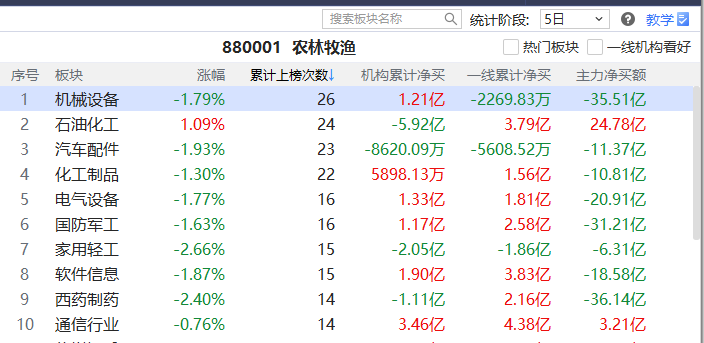 搜索板块名称 统计阶段: 5日 ? 教学
880001 农林牧渔
热门板块 一线机构看好
序号 板块 涨幅 累计上榜次数↓ 机构累计净买 一线累计净买 主力净买额
1 机械设备 -1.79% 26 1.21亿 -2269.83万 -35.51亿
2 石油化工 1.09% 24 -5.92亿 3.79亿 24.78亿
3 汽车配件 -1.93% 23 -8620.09万 -5608.52万 -11.37亿
4 化工制品 -1.30% 22 5898.13万 1.56亿 -10.81亿
5 电气设备 -1.77% 16 1.33亿 1.81亿 -20.91亿
6 国防军工 -1.63% 16 1.17亿 2.58亿 -31.21亿
7 家用轻工 -2.66% 15 -2.05亿 -1.86亿 -6.31亿
8 软件信息 -1.87% 15 1.90亿 3.83亿 -18.58亿
9 西药制药 -2.40% 14 -1.11亿 2.16亿 -36.14亿
10 通信行业 -0.76% 14 3.46亿 4.38亿 3.21亿